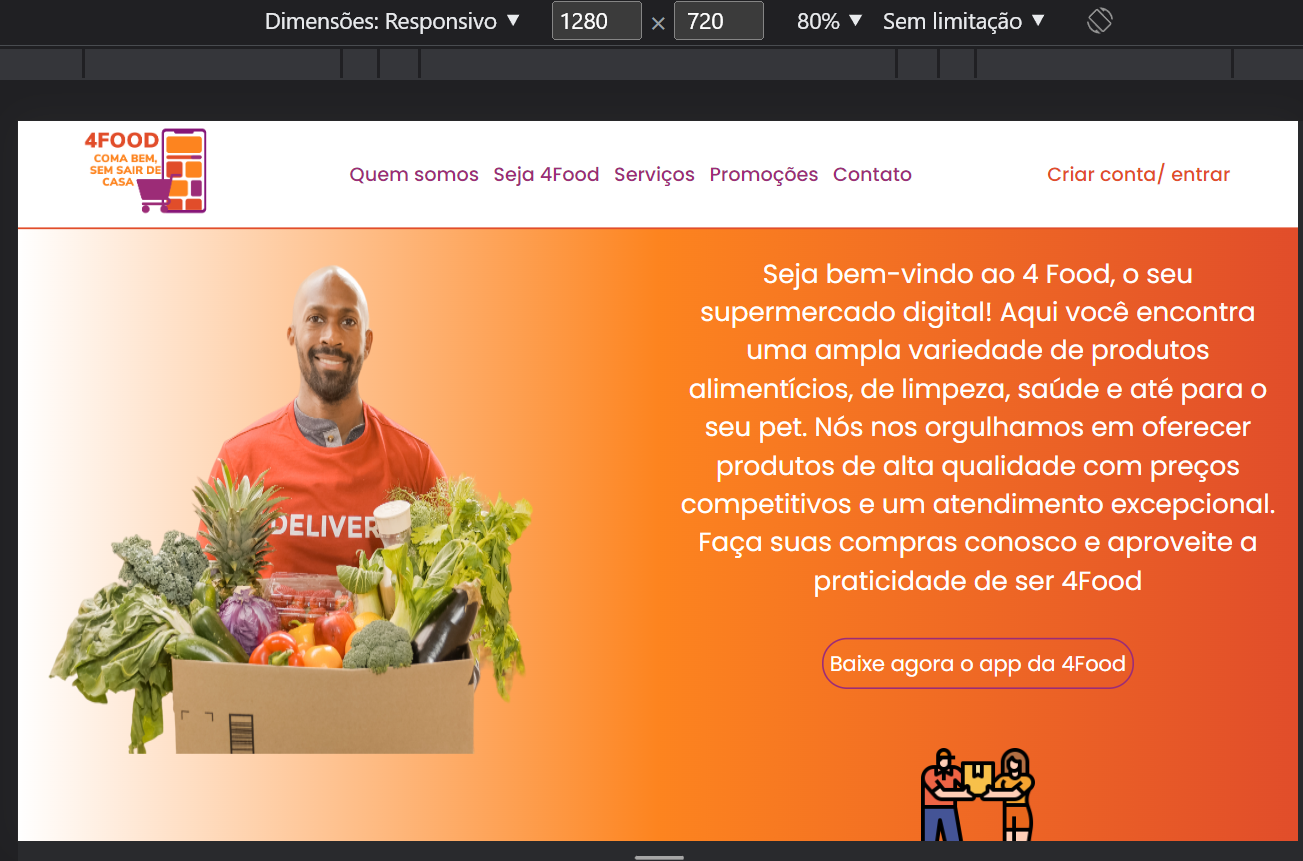 Dimensões: Responsivo ▼ 1280 × 720 80% ▼ Sem limitação ▼
4FOOD
COMA BEM,
SEM SAIR DE
CASA
Quem somos Seja 4Food Serviços Promoções Contato
Criar conta/ entrar
Seja bem-vindo ao 4 Food, o seu
supermercado digital! Aqui você encontra
uma ampla variedade de produtos
alimentícios, de limpeza, saúde e até para o
seu pet. Nós nos orgulhamos em oferecer
produtos de alta qualidade com preços
competitivos e um atendimento excepcional.
Faça suas compras conosco e aproveite a
praticidade de ser 4Food
DELIVER
Baixe agora o app da 4Food